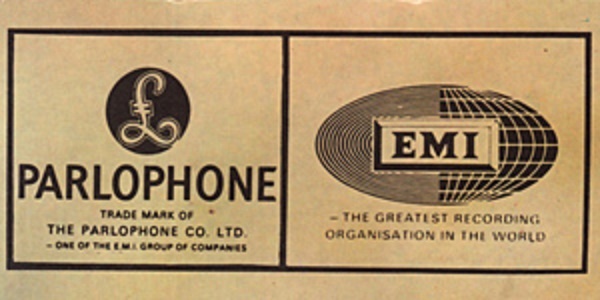 £
PARLOPHONE
TRADE MARK OF
THE PARLOPHONE CO. LTD.
– ONE OF THE E.M.I. GROUP OF COMPANIES
EMI
– THE GREATEST RECORDING
ORGANISATION IN THE WORLD